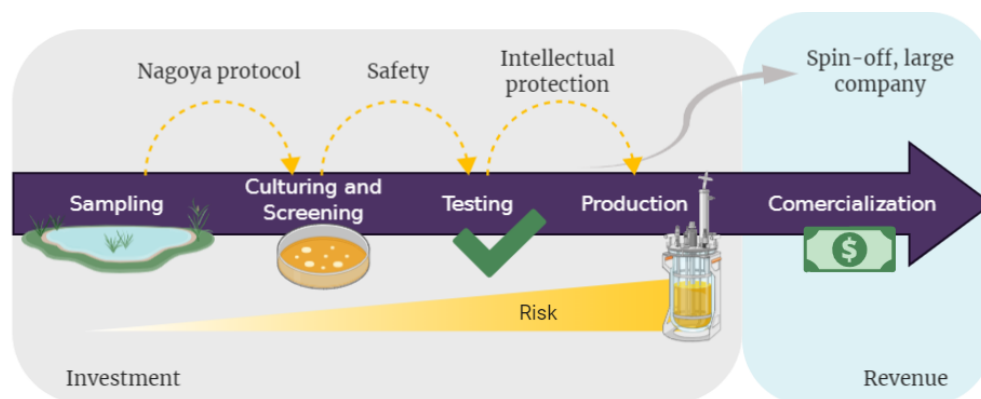 Nagoya protocol
Safety
Intellectual
protection
Spin-off, large
company
Sampling
Culturing and
Screening
Testing
Production
Comercialization
$
Risk
Investment
Revenue